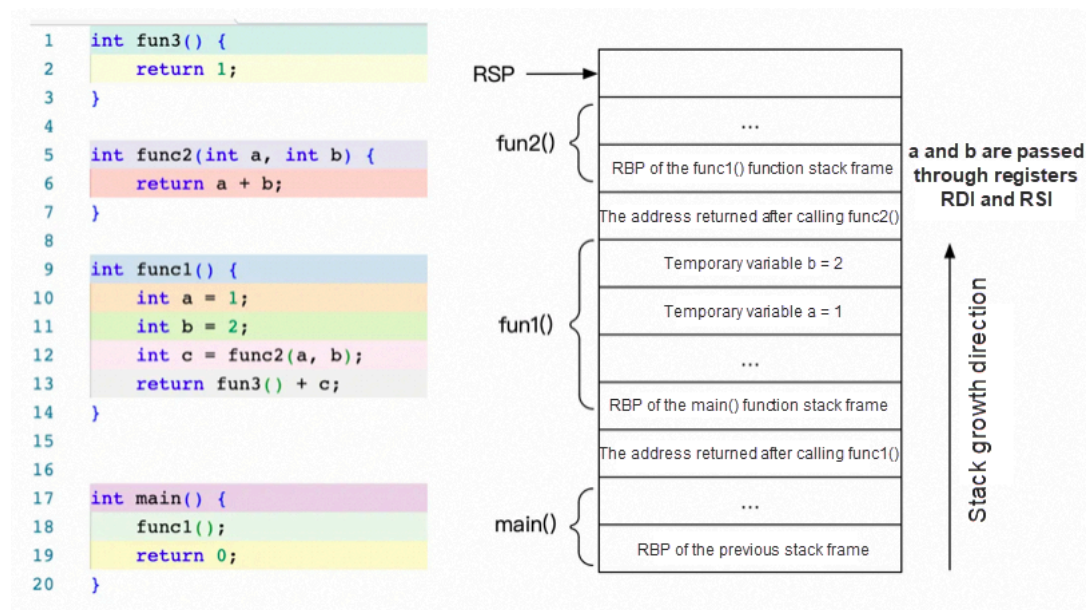 1 int fun3() {
2 return 1;
3 }
4
5 int func2(int a, int b) {
6 return a + b;
7 }
8
9 int func1() {
10 int a = 1;
11 int b = 2;
12 int c = func2(a, b);
13 return fun3() + c;
14 }
15
16
17 int main() {
18 func1();
19 return 0;
20 }
RSP
...
fun2()
RBP of the func1() function stack frame
The address returned after calling func2()
Temporary variable b = 2
Temporary variable a = 1
fun1()
...
RBP of the main() function stack frame
The address returned after calling func1()
...
main()
RBP of the previous stack frame
a and b are passed
through registers
RDI and RSI
Stack growth direction